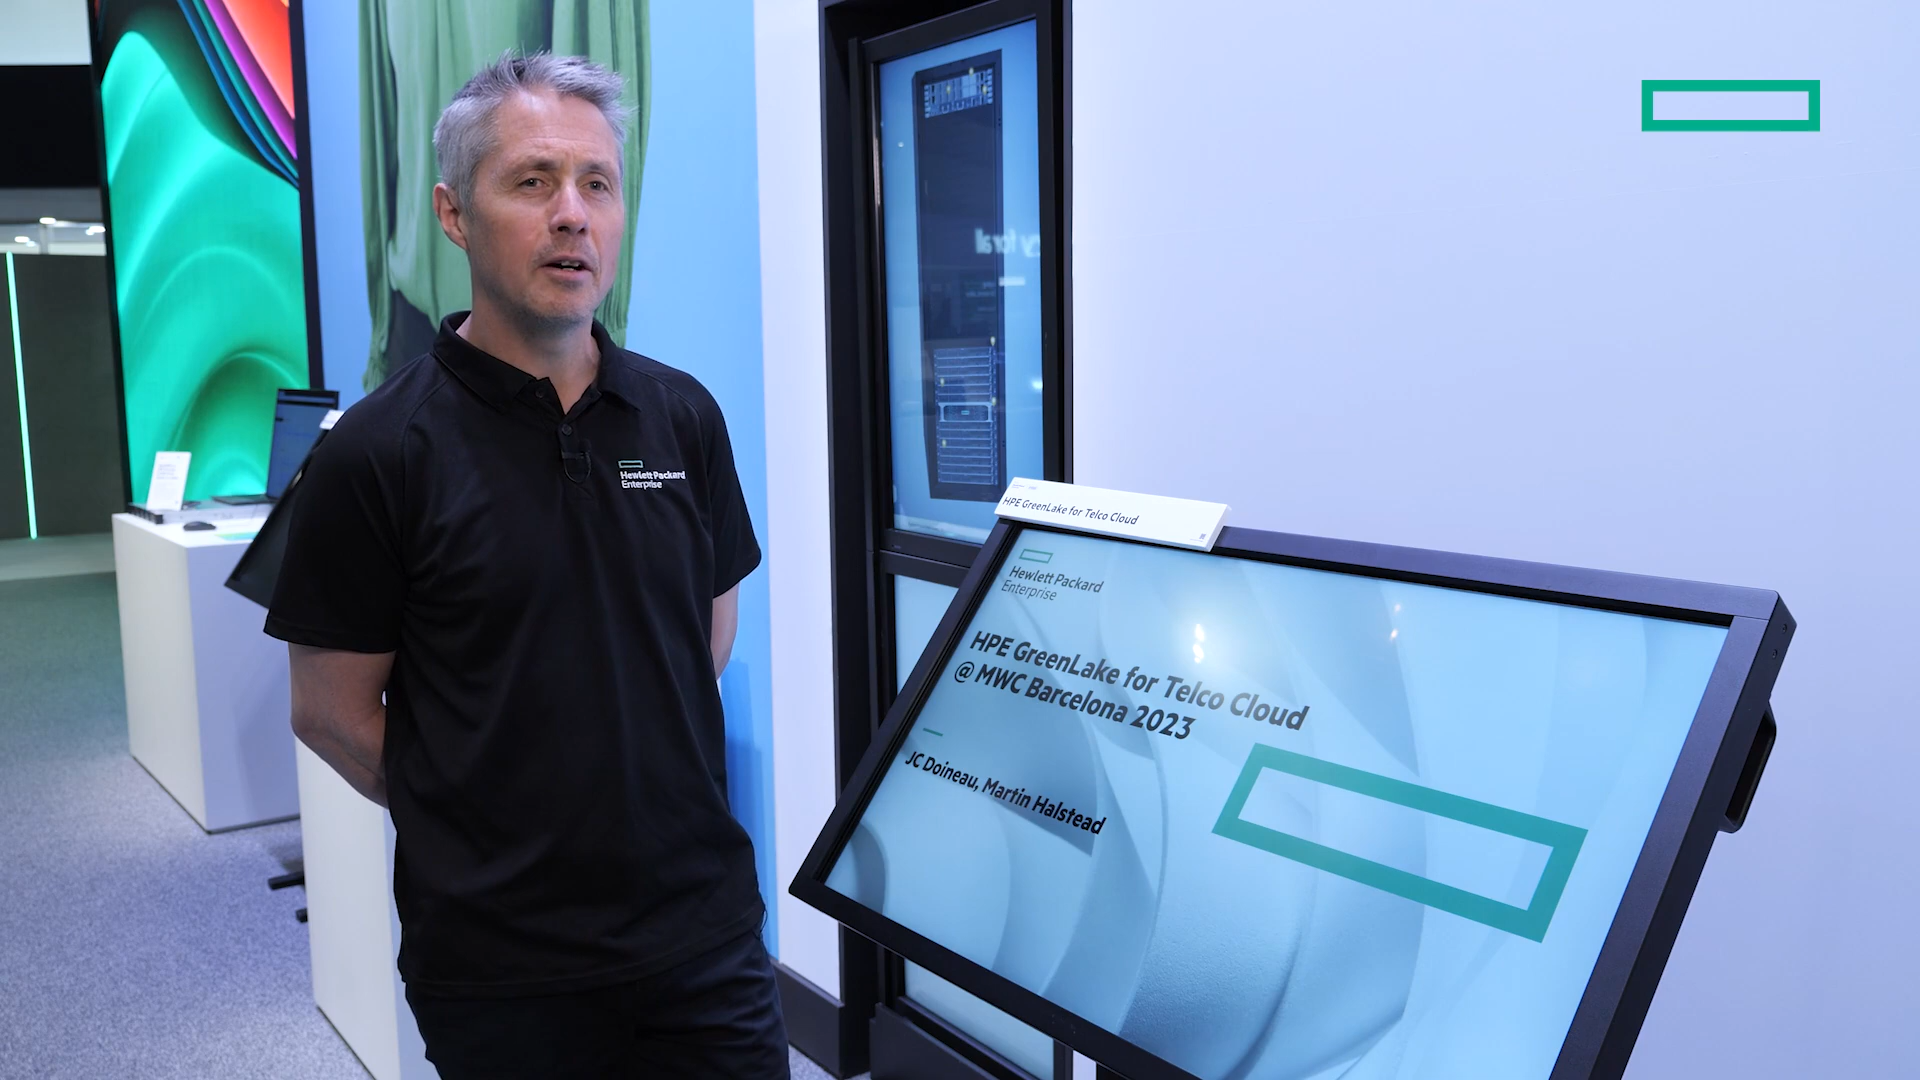 Hewlett Packard
Enterprise
HPE GreenLake for Telco Cloud
Hewlett Packard
Enterprise
HPE GreenLake for Telco Cloud
@ MWC Barcelona 2023
JC Doineau, Martin Halstead